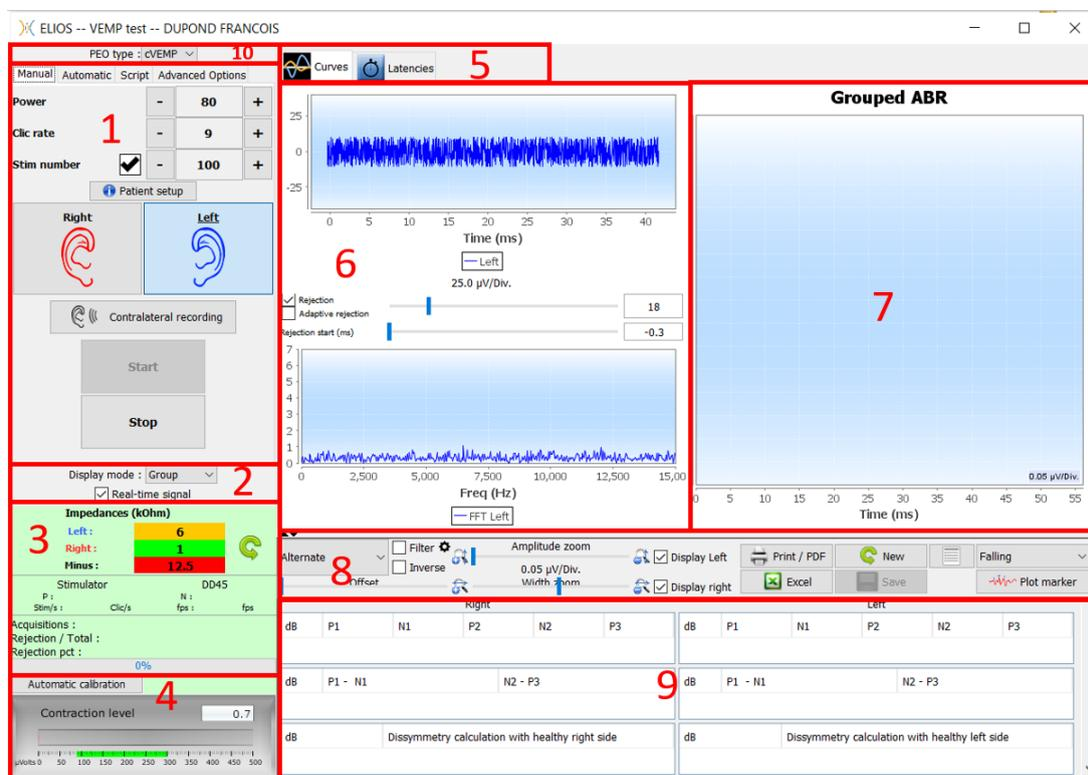 ELIOS -- VEMP test -- DUPOND FRANCOIS
PEO type : cVEMP 10
Manual Automatic Script Advanced Options
Power - 80 +
1
Clic rate - 9 +
Stim number - 100 +
Patient setup
Right Left
Contralateral recording
Start
Stop
Display mode : Group 2
Real-time signal
Impedances (kOhm)
3
Left : 6
Right : 1
Minus : 12.5
Stimulator DD45
P : N :
Stim/s : Clic/s fps : fps
Acquisitions :
Rejection / Total :
Rejection pct :
0%
Automatic calibration 4
Contraction level 0.7
µVolts 0 50 100 150 200 250 300 350 400 450 500
Curves Latencies 5
25
0
-25
0 5 10 15 20 25 30 35 40
Time (ms)
Left
6
25.0 µV/Div.
Rejection 18
Adaptive rejection
Rejection start (ms) -0.3
7
6
5
4
3
2
1
0
0 2,500 5,000 7,500 10,000 12,500 15,00
Freq (Hz)
FFT Left
Grouped ABR
7
0.05 µV/Div.
0 5 10 15 20 25 30 35 40 45 50 55
Time (ms)
Alternate Filter Amplitude zoom Display Left Print / PDF New Falling
8 Inverse 0.05 µV/Div.
Offset Width zoom Display right Excel Save Plot marker
Right Left
dB P1 N1 P2 N2 P3 dB P1 N1 P2 N2 P3
dB P1 - N1 N2 - P3 9 dB P1 - N1 N2 - P3
dB Dissymmetry calculation with healthy right side dB Dissymmetry calculation with healthy left side